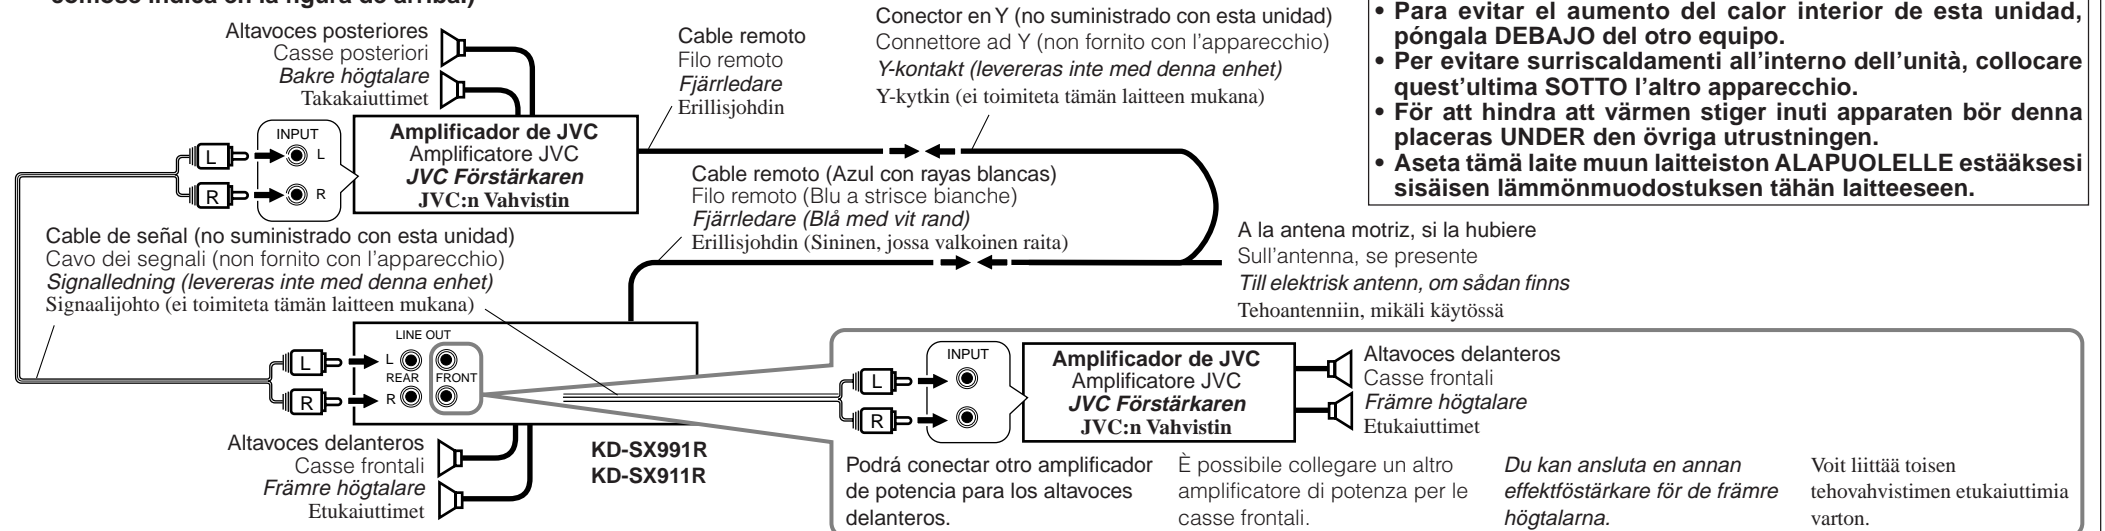 Altavoces posteriores
Casse posteriori
Bakre högtalare
Takakaiuttimet
Cable remoto
Filo remoto
Fjärrledare
Erillisjohdin
Conector en Y (no suministrado con esta unidad)
Connettore ad Y (non fornito con l'apparecchio)
Y-kontakt (levereras inte med denna enhet)
Y-kytkin (ei toimiteta tämän laitteen mukana)
• Para evitar el aumento del calor interior de esta unidad,
póngala DEBAJO del otro equipo.
• Per evitare surriscaldamenti all'interno dell'unità, collocare
quest'ultima SOTTO l'altro apparecchio.
• För att hindra att värmen stiger inuti apparaten bör denna
placeras UNDER den övriga utrustningen.
• Aseta tämä laite muun laitteiston ALAPUOLELLE estääksesi
sisäisen lämmönmuodostuksen tähän laitteeseen.
L
R
INPUT
L
R
Amplificador de JVC
Amplificatore JVC
JVC Förstärkaren
JVC:n Vahvistin
Cable remoto (Azul con rayas blancas)
Filo remoto (Blu a strisce bianche)
Fjärrledare (Blå med vit rand)
Erillisjohdin (Sininen, jossa valkoinen raita)
A la antena motriz, si la hubiere
Sull'antenna, se presente
Till elektrisk antenn, om sådan finns
Tehoantenniin, mikäli käytössä
Cable de señal (no suministrado con esta unidad)
Cavo dei segnali (non fornito con l'apparecchio)
Signalledning (levereras inte med denna enhet)
Signaalijohto (ei toimiteta tämän laitteen mukana)
L
R
LINE OUT
L
REAR
R
FRONT
KD-SX991R
KD-SX911R
Altavoces delanteros
Casse frontali
Främre högtalare
Etukaiuttimet
L
R
INPUT
Amplificador de JVC
Amplificatore JVC
JVC Förstärkaren
JVC:n Vahvistin
Altavoces delanteros
Casse frontali
Främre högtalare
Etukaiuttimet
Podrá conectar otro amplificador
de potencia para los altavoces
delanteros.
È possibile collegare un altro
amplificatore di potenza per le
casse frontali.
Du kan ansluta en annan
effektföstärkare för de främre
högtalarna.
Voit liittää toisen
tehovahvistimen etukaiuttimia
varton.